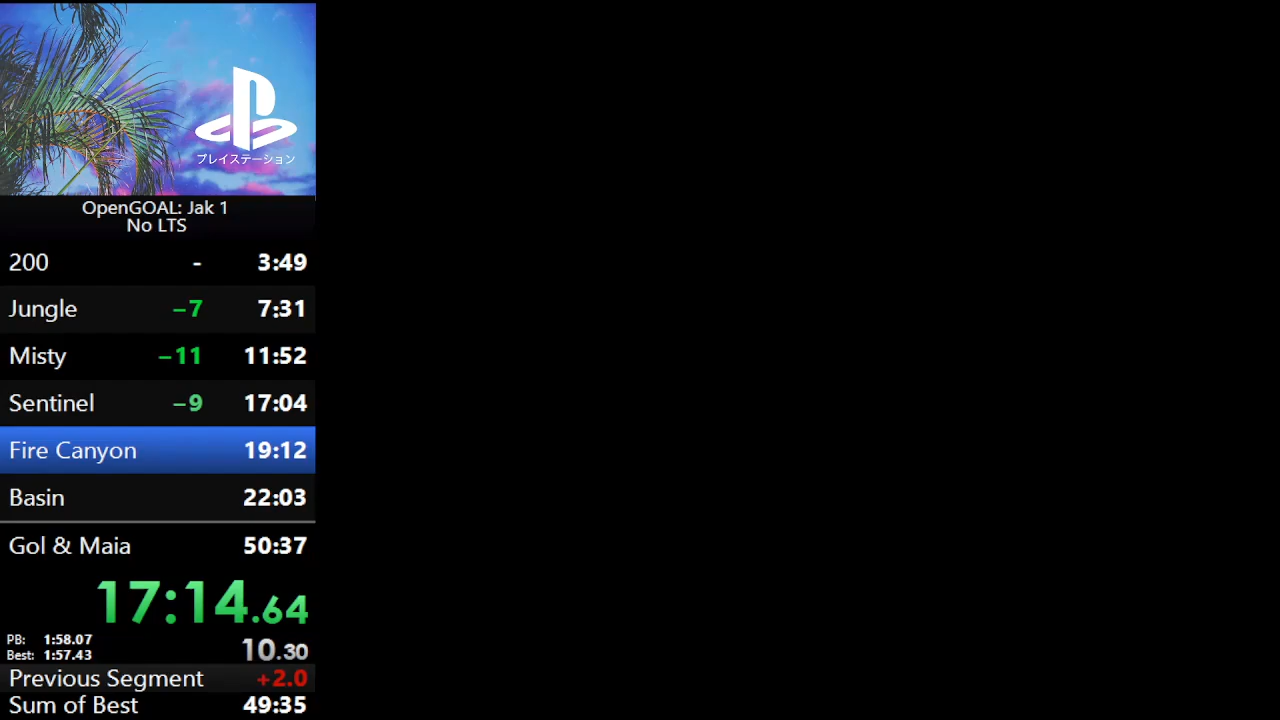 プレイステーション
OpenGOAL: Jak 1
No LTS
200 - 3:49
Jungle −7 7:31
Misty −11 11:52
Sentinel −9 17:04
Fire Canyon 19:12
Basin 22:03
Gol & Maia 50:37
17:14.64
PB: 1:58.07
Best: 1:57.43
10.30
Previous Segment +2.0
Sum of Best 49:35